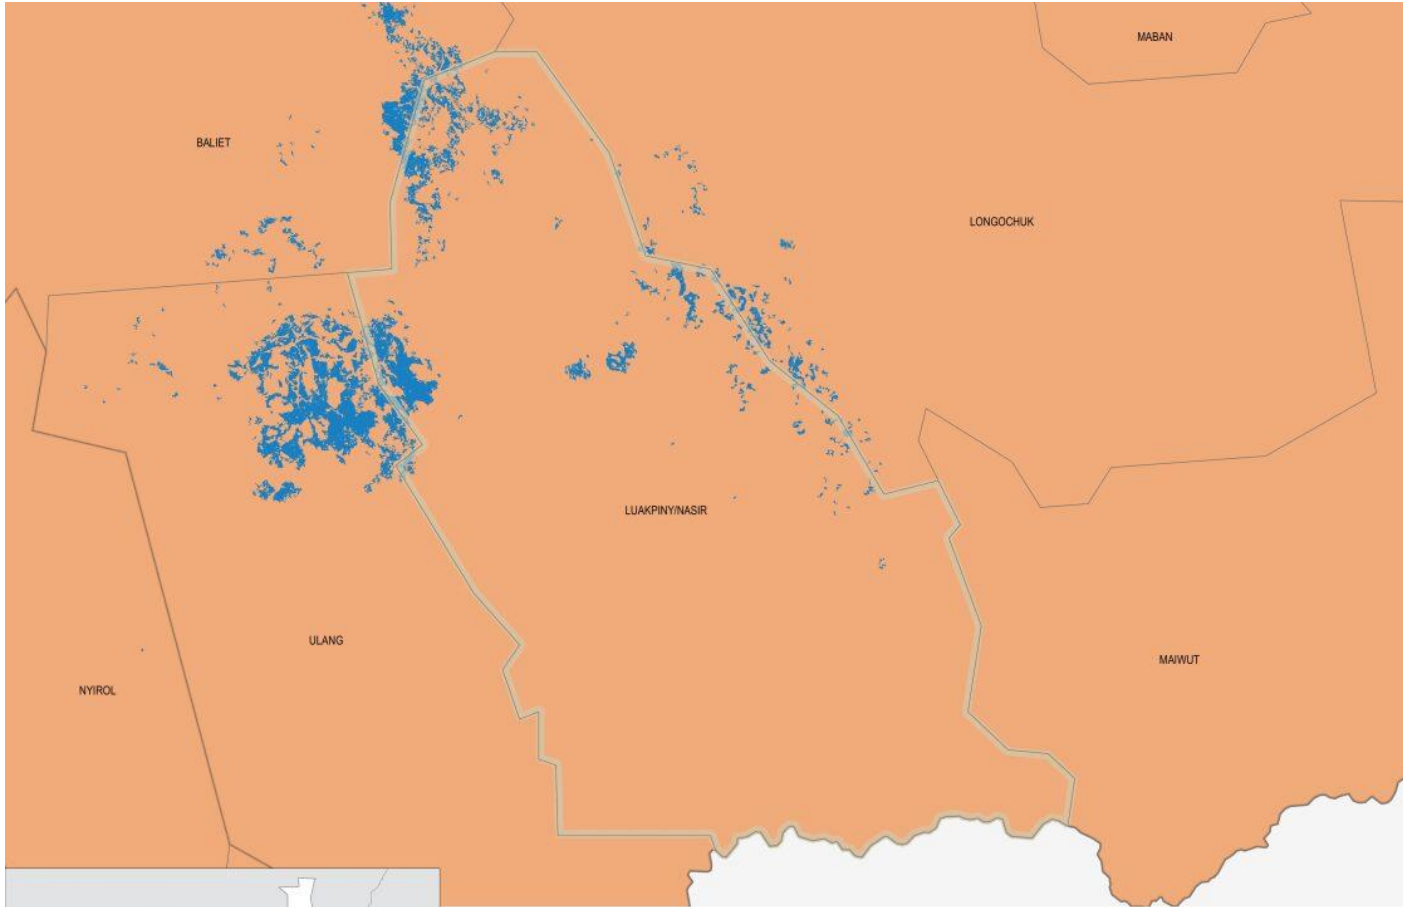 MABAN
BALIET
LONGOCHUK
LUAKPINY/NASIR
ULANG
MAIWUT
NYIROL